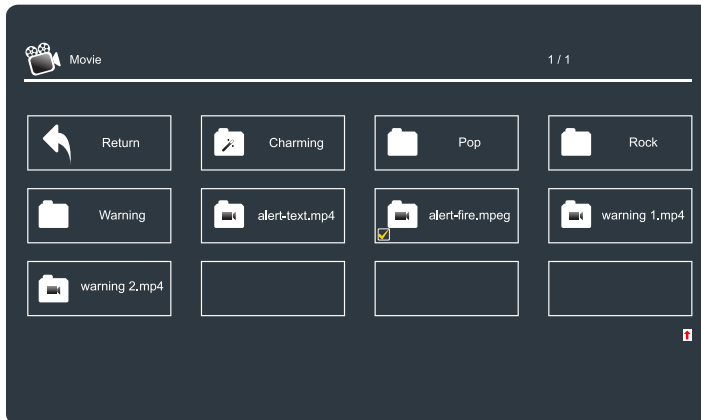 Movie 1 / 1
Return Charming Pop Rock
Warning alert-text.mp4 alert-fire.mpeg warning 1.mp4
warning 2.mp4